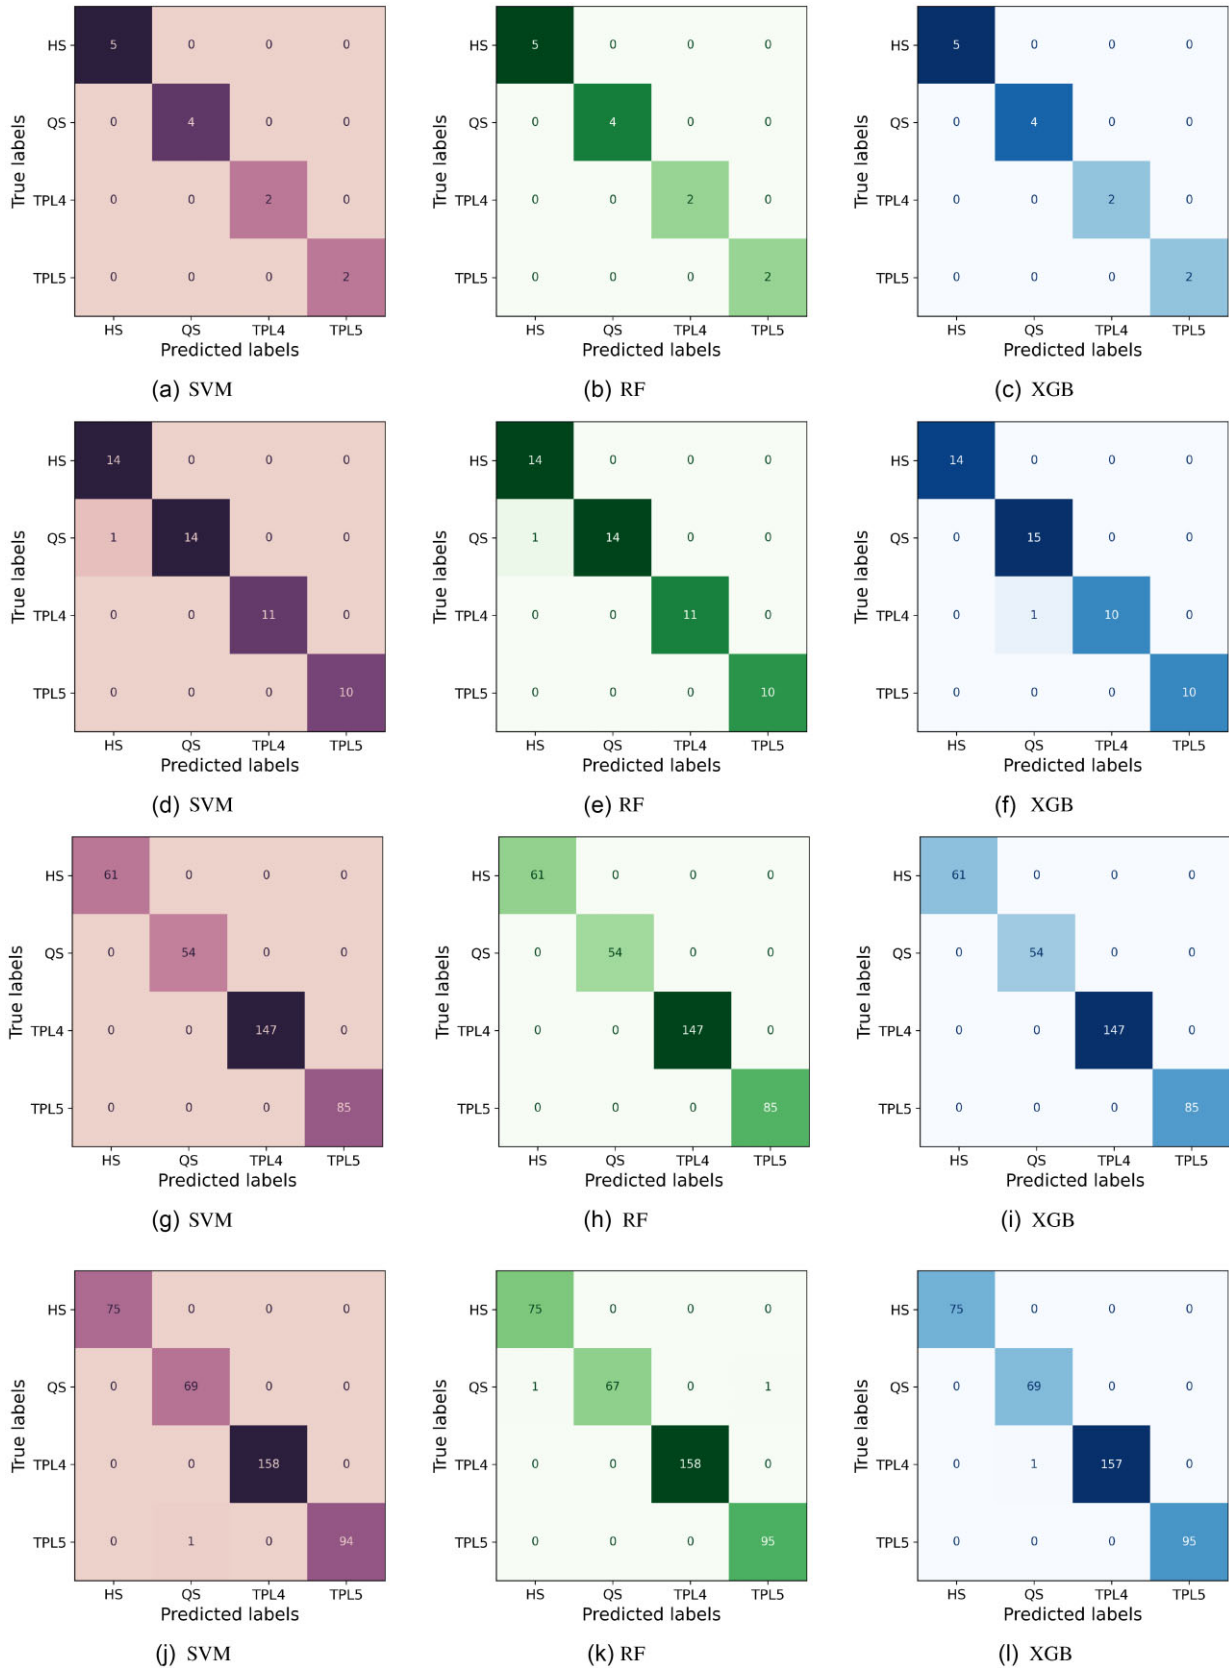 HS 5 0 0 0
QS 0 4 0 0
TPL4 0 0 2 0
TPL5 0 0 0 2
HS QS TPL4 TPL5
Predicted labels
True labels
(a) SVM
HS 5 0 0 0
QS 0 4 0 0
TPL4 0 0 2 0
TPL5 0 0 0 2
HS QS TPL4 TPL5
Predicted labels
True labels
(b) RF
HS 5 0 0 0
QS 0 4 0 0
TPL4 0 0 2 0
TPL5 0 0 0 2
HS QS TPL4 TPL5
Predicted labels
True labels
(c) XGB
HS 14 0 0 0
QS 1 14 0 0
TPL4 0 0 11 0
TPL5 0 0 0 10
HS QS TPL4 TPL5
Predicted labels
True labels
(d) SVM
HS 14 0 0 0
QS 1 14 0 0
TPL4 0 0 11 0
TPL5 0 0 0 10
HS QS TPL4 TPL5
Predicted labels
True labels
(e) RF
HS 14 0 0 0
QS 0 15 0 0
TPL4 0 1 10 0
TPL5 0 0 0 10
HS QS TPL4 TPL5
Predicted labels
True labels
(f) XGB
HS 61 0 0 0
QS 0 54 0 0
TPL4 0 0 147 0
TPL5 0 0 0 85
HS QS TPL4 TPL5
Predicted labels
True labels
(g) SVM
HS 61 0 0 0
QS 0 54 0 0
TPL4 0 0 147 0
TPL5 0 0 0 85
HS QS TPL4 TPL5
Predicted labels
True labels
(h) RF
HS 61 0 0 0
QS 0 54 0 0
TPL4 0 0 147 0
TPL5 0 0 0 85
HS QS TPL4 TPL5
Predicted labels
True labels
(i) XGB
HS 75 0 0 0
QS 0 69 0 0
TPL4 0 0 158 0
TPL5 0 1 0 94
HS QS TPL4 TPL5
Predicted labels
True labels
(j) SVM
HS 75 0 0 0
QS 1 67 0 1
TPL4 0 0 158 0
TPL5 0 0 0 95
HS QS TPL4 TPL5
Predicted labels
True labels
(k) RF
HS 75 0 0 0
QS 0 69 0 0
TPL4 0 1 157 0
TPL5 0 0 0 95
HS QS TPL4 TPL5
Predicted labels
True labels
(l) XGB